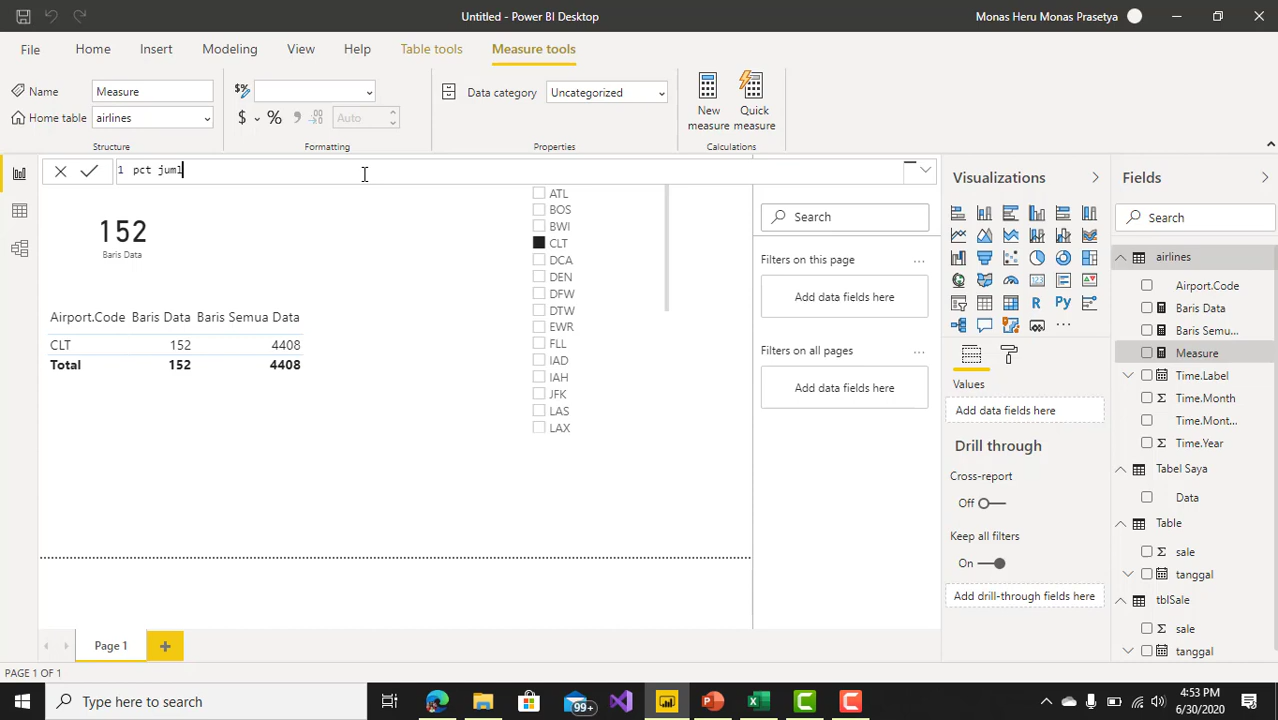 Untitled - Power BI Desktop
Monas Heru Monas Prasetya
File Home Insert Modeling View Help Table tools Measure tools
Name Measure
Home table airlines
Structure
$ % Auto
Formatting
Data category Uncategorized
Properties
New measure
Quick measure
Calculations
1 pct juml
152
Baris Data
Airport.Code Baris Data Baris Semua Data
CLT 152 4408
Total 152 4408
ATL
BOS
BWI
CLT
DCA
DEN
DFW
DTW
EWR
FLL
IAD
IAH
JFK
LAS
LAX
Search
Filters on this page ...
Add data fields here
Filters on all pages ...
Add data fields here
Visualizations
R Py
...
Values
Add data fields here
Drill through
Cross-report
Off
Keep all filters
On
Add drill-through fields here
Fields
Search
airlines
Airport.Code
Baris Data
Baris Semu...
Measure
Time.Label
Time.Month
Time.Mont...
Time.Year
Tabel Saya
Data
Table
sale
tanggal
tblSale
sale
tanggal
Page 1
PAGE 1 OF 1
Type here to search
99+
4:53 PM
6/30/2020